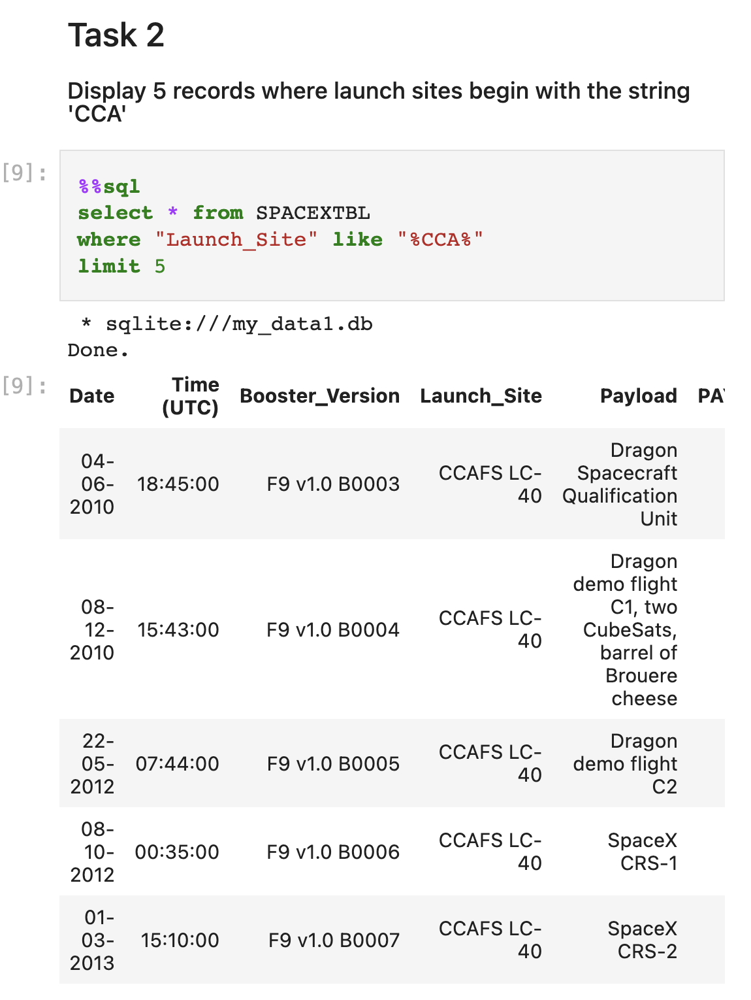 Task 2
Display 5 records where launch sites begin with the string
'CCA'
[9]:
%%sql
select * from SPACEXTBL
where "Launch_Site" like "%CCA%"
limit 5
* sqlite:///my_data1.db
Done.
[9]:
Date Time (UTC) Booster_Version Launch_Site Payload PA
04-06-2010 18:45:00 F9 v1.0 B0003 CCAFS LC-40 Dragon Spacecraft Qualification Unit
08-12-2010 15:43:00 F9 v1.0 B0004 CCAFS LC-40 Dragon demo flight C1, two CubeSats, barrel of Brouere cheese
22-05-2012 07:44:00 F9 v1.0 B0005 CCAFS LC-40 Dragon demo flight C2
08-10-2012 00:35:00 F9 v1.0 B0006 CCAFS LC-40 SpaceX CRS-1
01-03-2013 15:10:00 F9 v1.0 B0007 CCAFS LC-40 SpaceX CRS-2